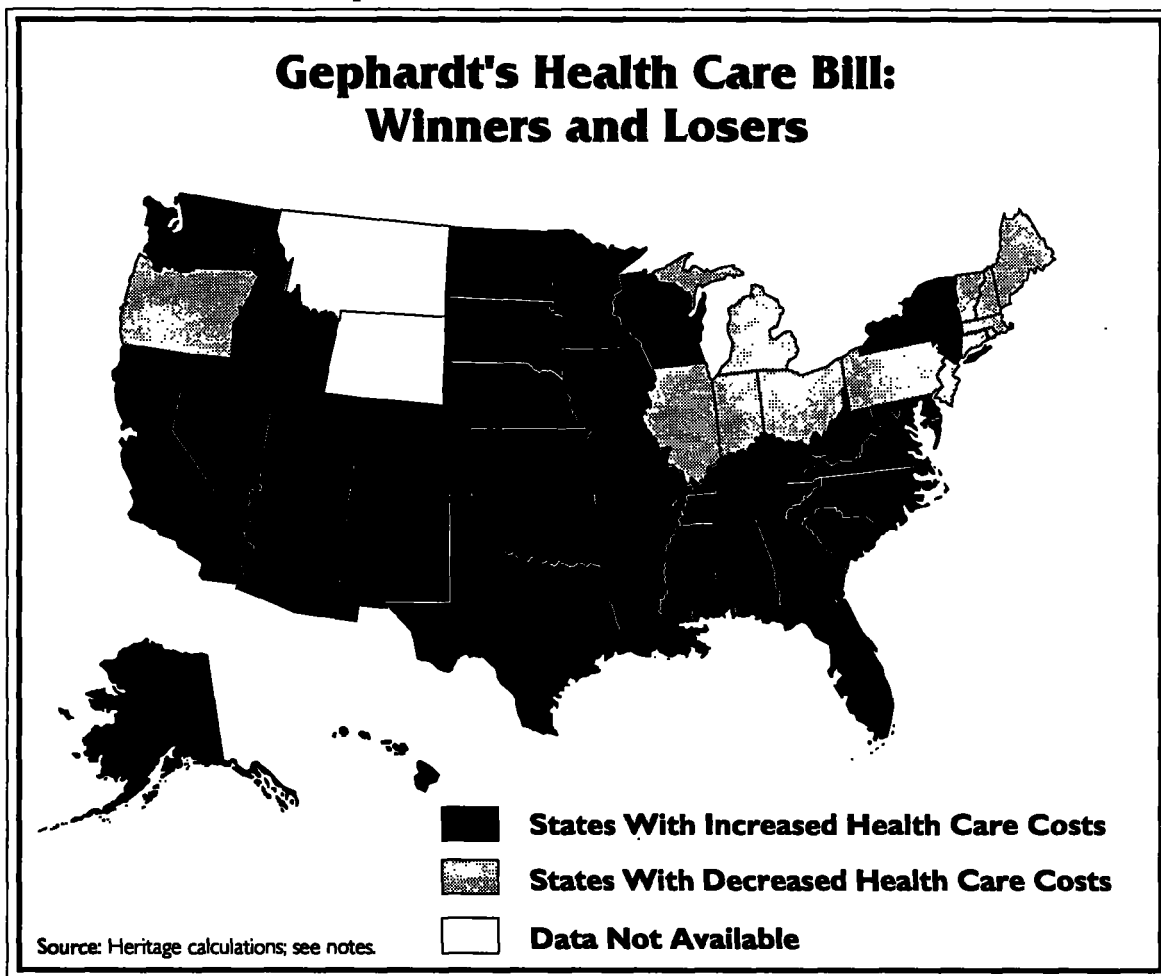 Gephardt's Health Care Bill:
Winners and Losers
States With Increased Health Care Costs
States With Decreased Health Care Costs
Data Not Available
Source: Heritage calculations; see notes.